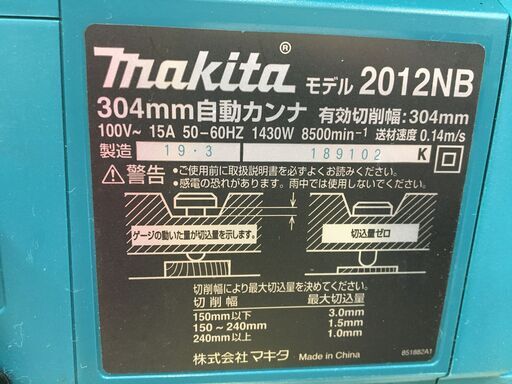 makita® モデル 2012NB
304mm自動カンナ 有効切削幅:304mm
100V~ 15A 50-60HZ 1430W 8500min-1 送材速度 0.14m/s
製造 19・3 189102 K
⚠警告 •ご使用前に取扱説明書を必ずよくお読みください。
•感電の恐れがあります。雨中では使用しないでください。
ゲージの動いた量が切込量を示します。
切込量ゼロ
切削幅により最大切込量を決めてください。
切削幅 最大切込量
150mm以下 3.0mm
150 ~ 240mm 1.5mm
240mm以上 1.0mm
株式会社 マキタ Made in China 851882A1